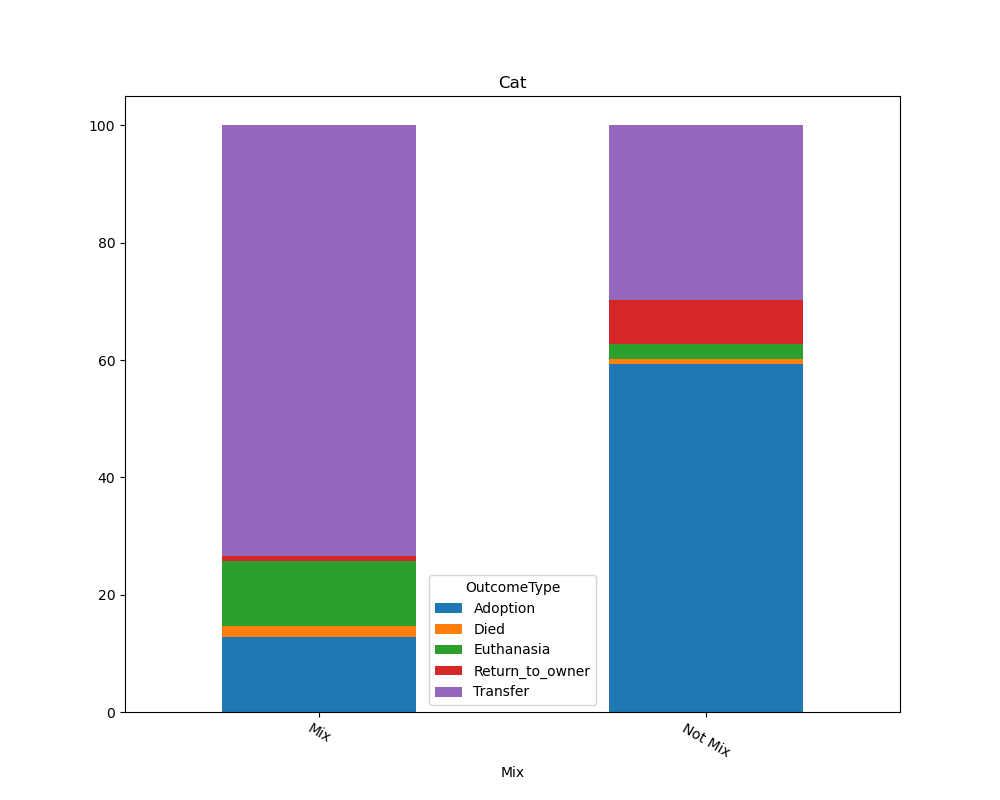 Cat
100
80
60
40
20
0
OutcomeType
Adoption
Died
Euthanasia
Return_to_owner
Transfer
Mix
Not Mix
Mix